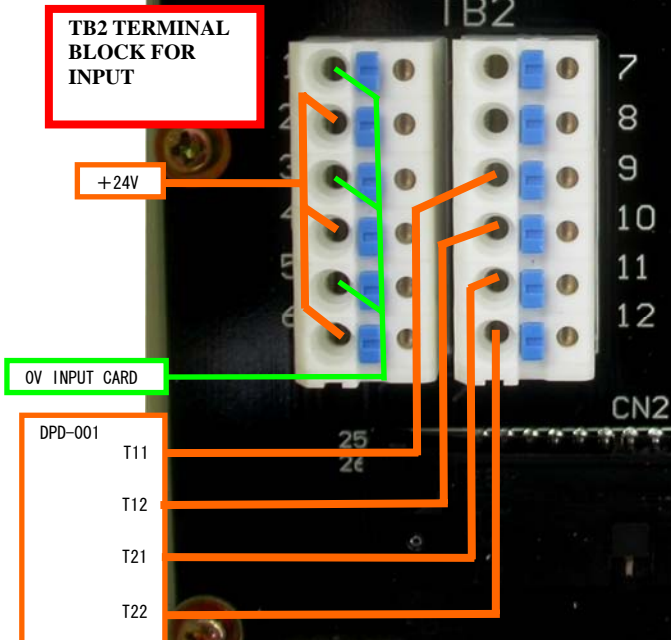 TB2
TB2 TERMINAL
BLOCK FOR
INPUT
1
2
3
4
5
6
7
8
9
10
11
12
+24V
0V INPUT CARD
CN2
DPD-001
T11
T12
T21
T22
25
26